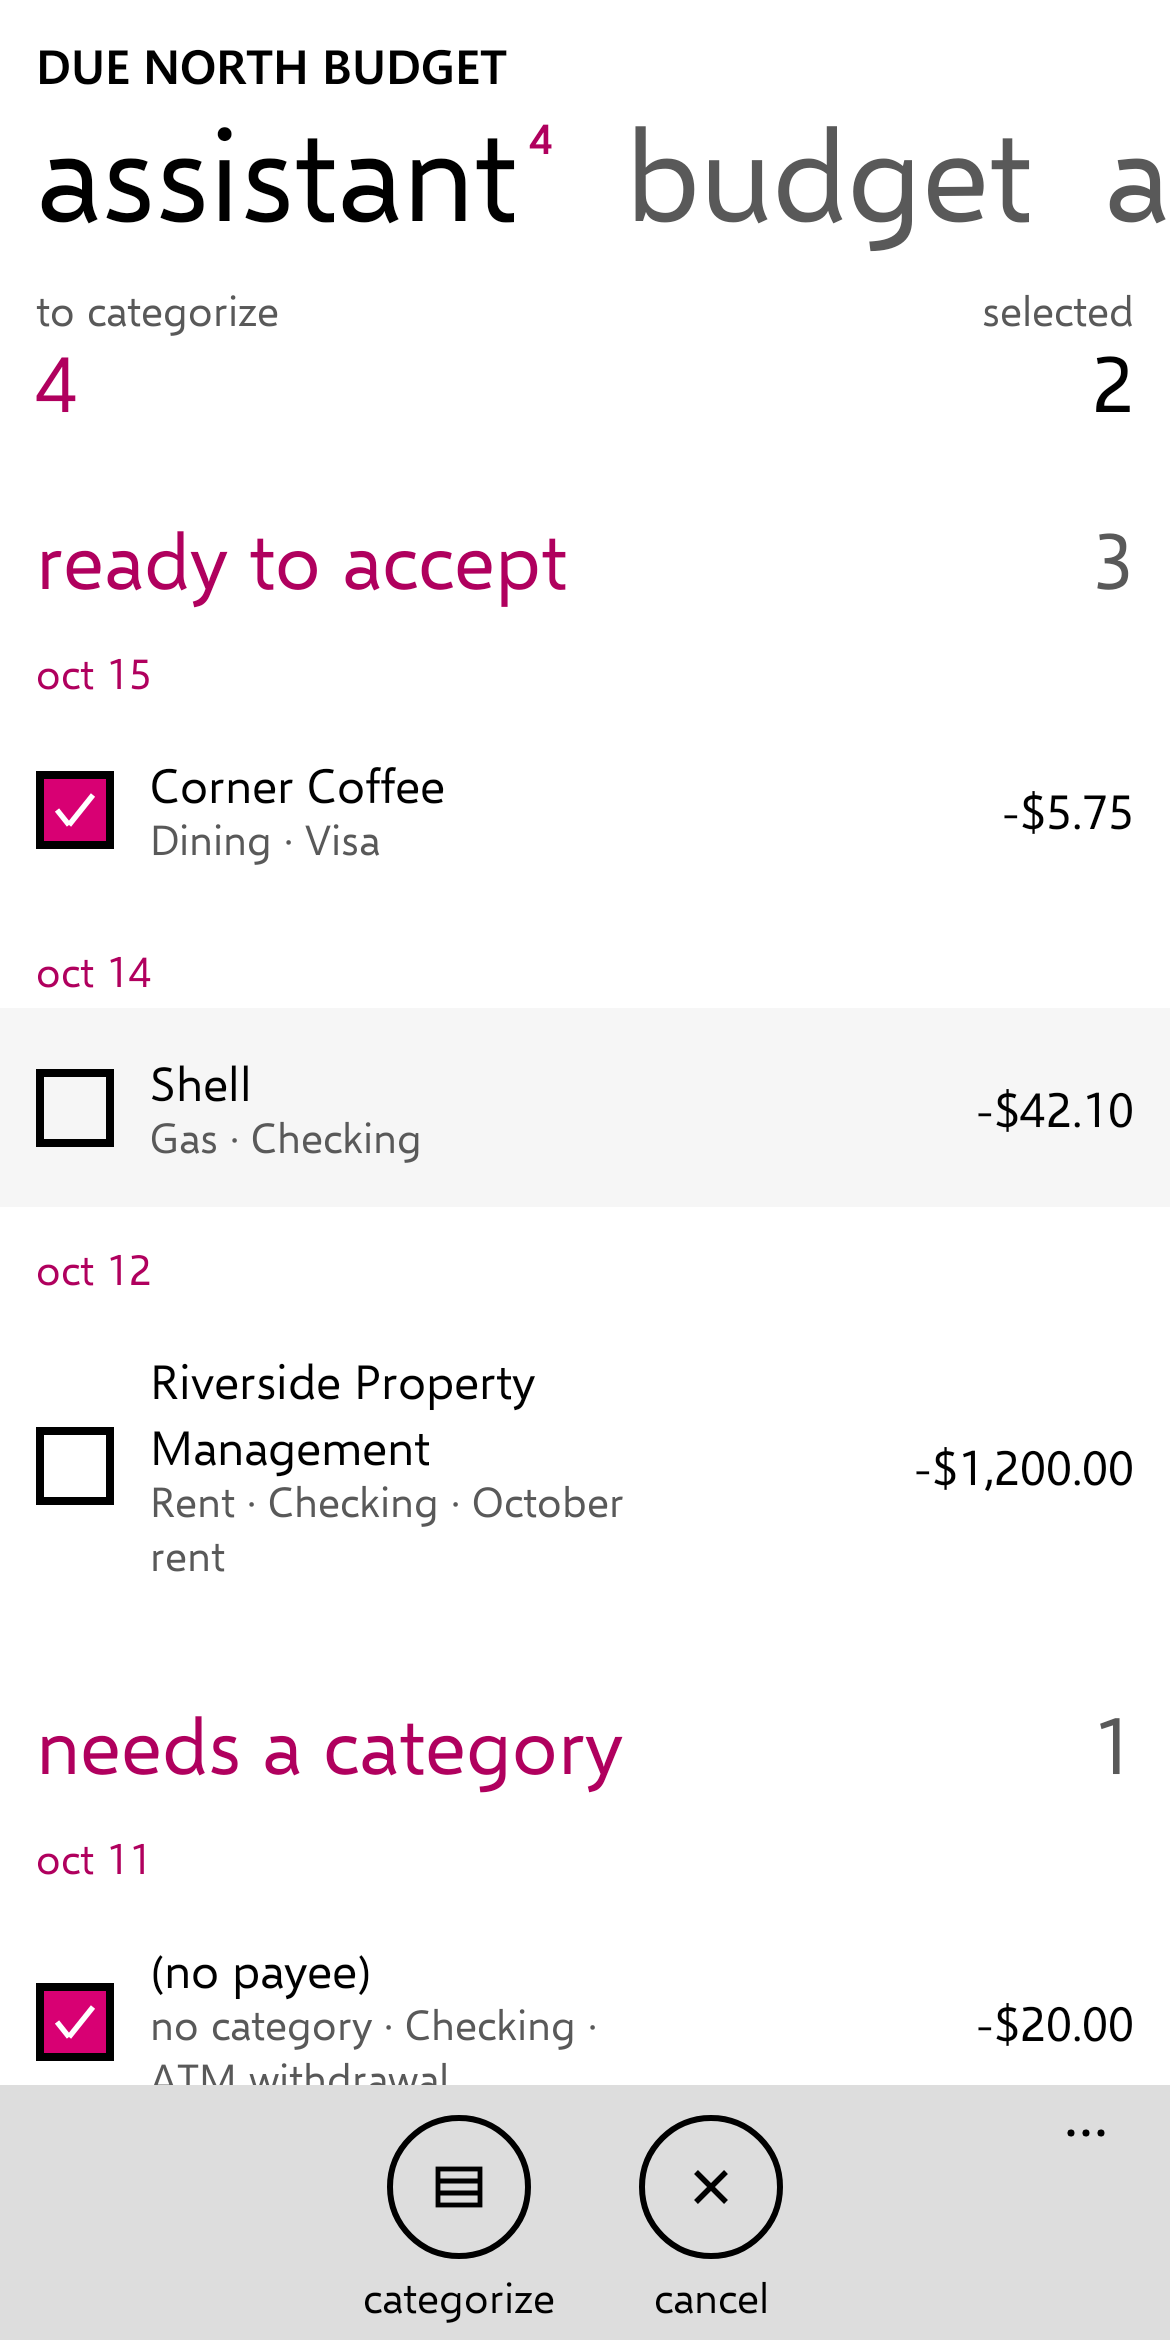 DUE NORTH BUDGET
assistant 4 budget a
to categorize selected
4 2
ready to accept 3
oct 15
Corner Coffee
Dining · Visa
-$5.75
oct 14
Shell
Gas · Checking
-$42.10
oct 12
Riverside Property
Management
Rent · Checking · October
rent
-$1,200.00
needs a category 1
oct 11
(no payee)
no category · Checking ·
ATM withdrawal
-$20.00
...
categorize cancel